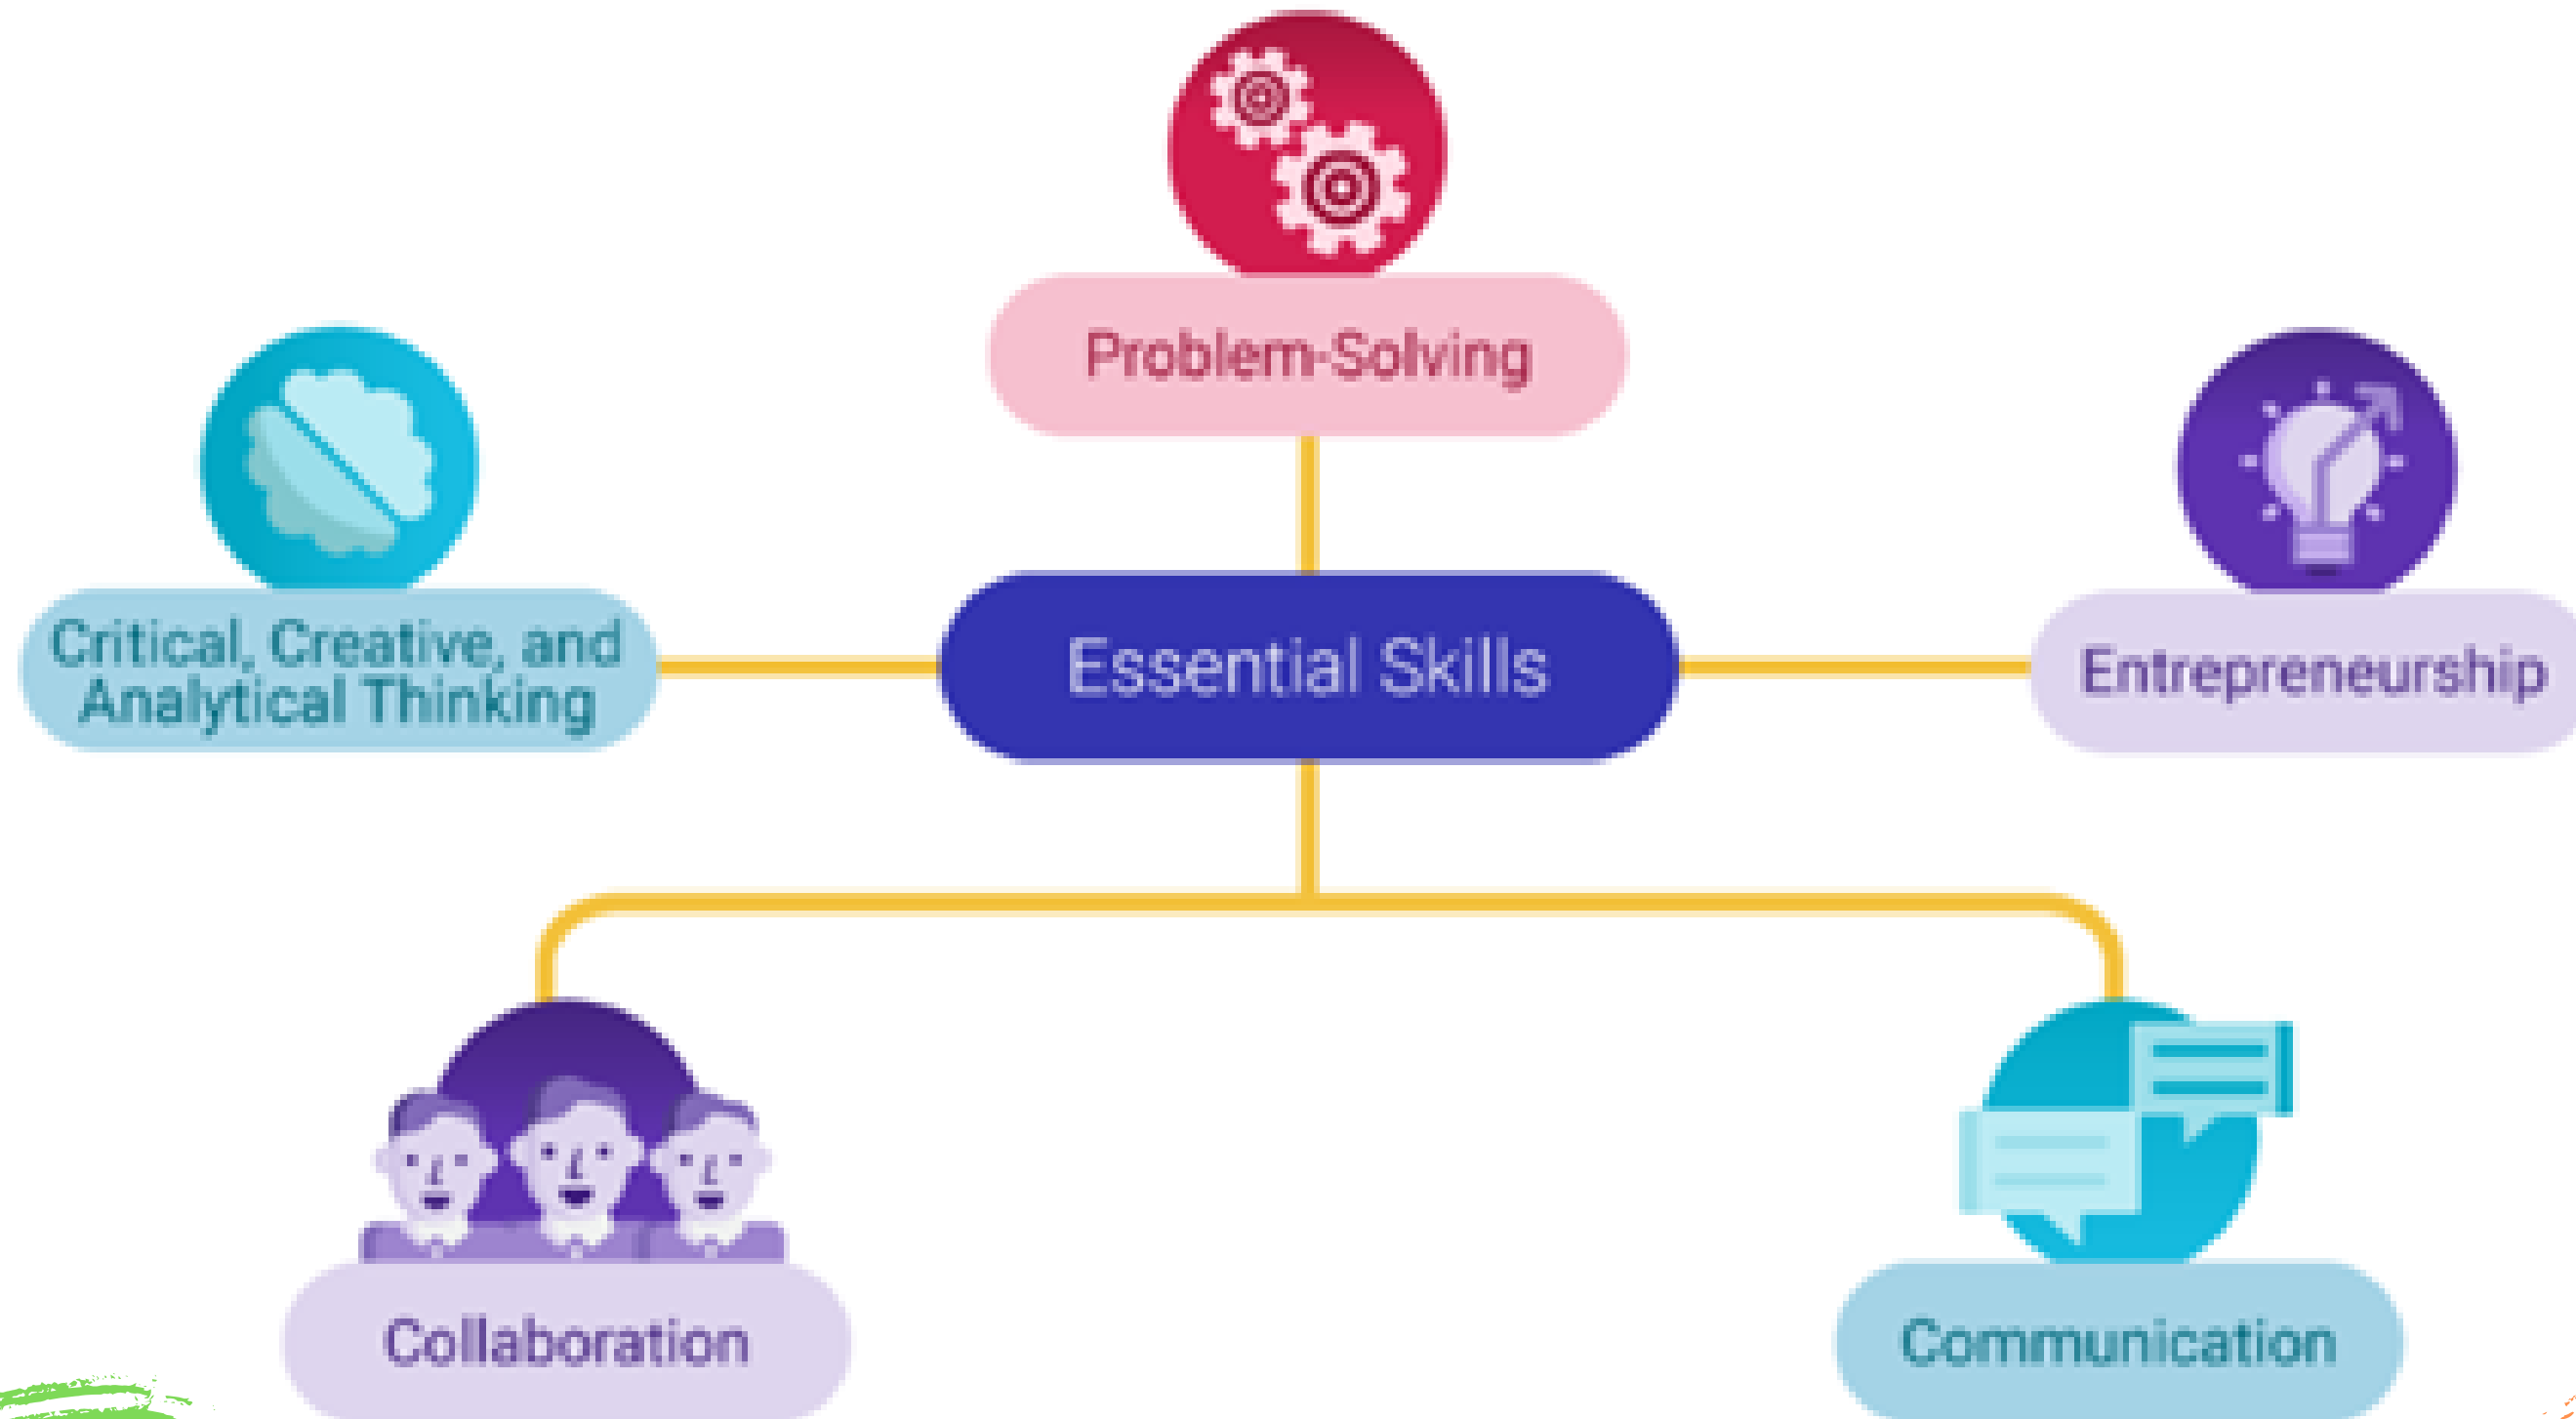 Problem-Solving
Critical, Creative, and
Analytical Thinking
Essential Skills
Entrepreneurship
Collaboration
Communication